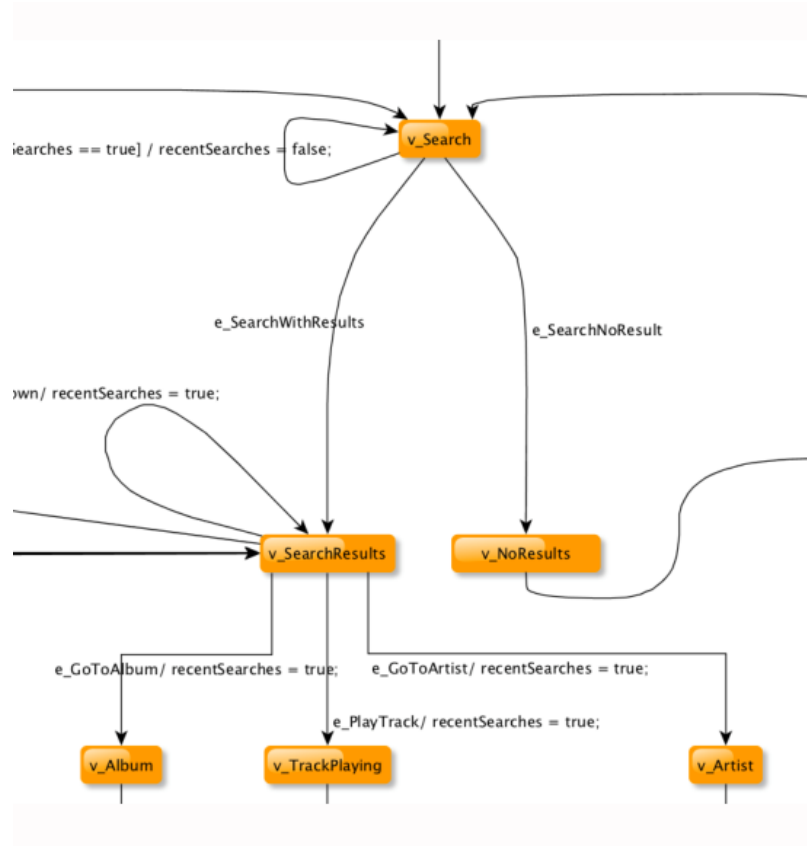 v_Search
Searches == true] / recentSearches = false;
e_SearchWithResults
e_SearchNoResult
own/ recentSearches = true;
v_SearchResults
v_NoResults
e_GoToAlbum/ recentSearches = true;
e_GoToArtist/ recentSearches = true;
e_PlayTrack/ recentSearches = true;
v_Album
v_TrackPlaying
v_Artist